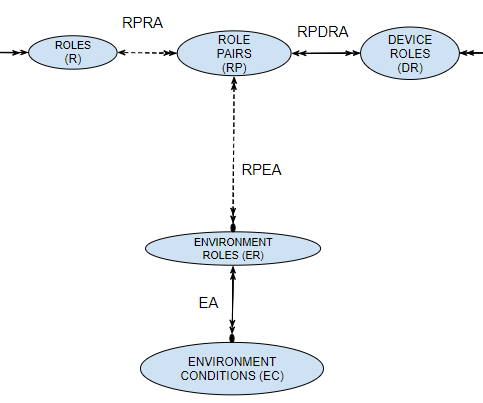 RPRA
RPDRA
ROLES
(R)
ROLE
PAIRS
(RP)
DEVICE
ROLES
(DR)
RPEA
ENVIRONMENT
ROLES (ER)
EA
ENVIRONMENT
CONDITIONS (EC)